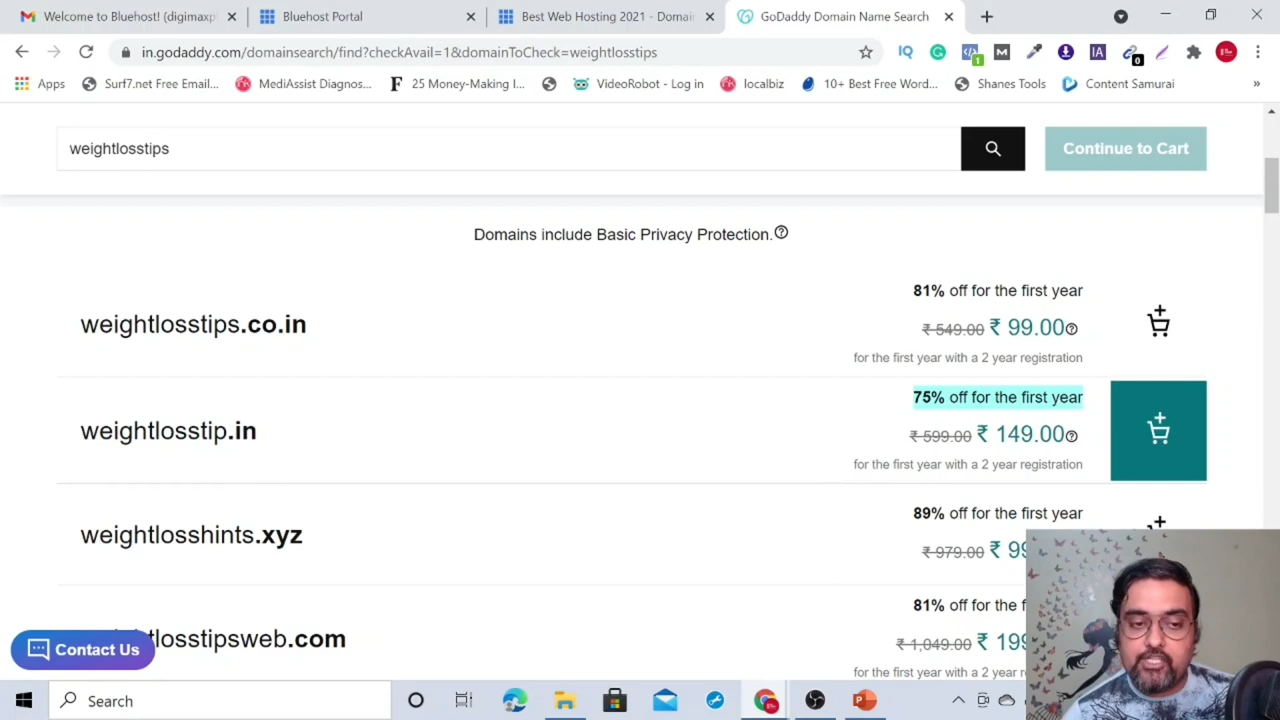 Welcome to Bluehost! (digimaxp
Bluehost Portal
Best Web Hosting 2021 - Domai
GoDaddy Domain Name Search
in.godaddy.com/domainsearch/find?checkAvail=1&domainToCheck=weightlosstips
Apps
Surf7.net Free Email...
MediAssist Diagnos...
25 Money-Making I...
VideoRobot - Log in
localbiz
10+ Best Free Word...
Shanes Tools
Content Samurai
weightlosstips
Continue to Cart
Domains include Basic Privacy Protection.
81% off for the first year
weightlosstips.co.in
₹ 549.00 ₹ 99.00
for the first year with a 2 year registration
75% off for the first year
weightlosstip.in
₹ 599.00 ₹ 149.00
for the first year with a 2 year registration
89% off for the first year
weightlosshints.xyz
₹ 979.00 ₹ 99
81% off for the f
losstipsweb.com
₹ 1,049.00 ₹ 199
for the first year with a 2 year r
Contact Us
Search